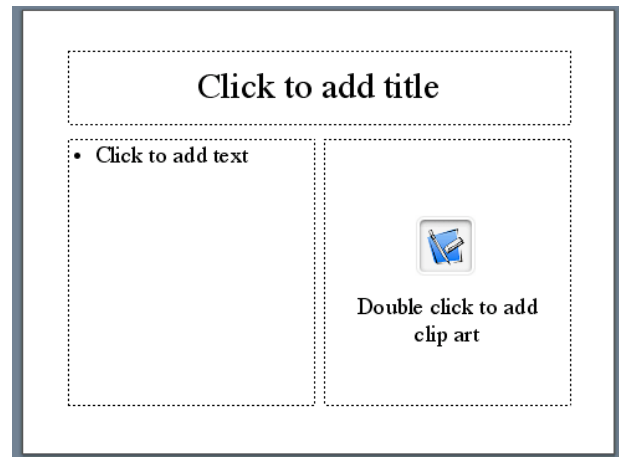 Click to add title
• Click to add text
Double click to add
clip art